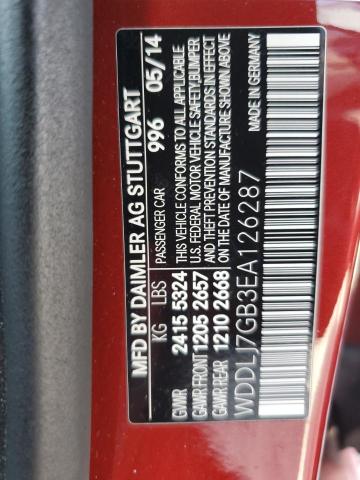 MFD BY DAIMLER AG STUTTGART
KG LBS PASSENGER CAR 996 05/14
GVWR 2415 5324 THIS VEHICLE CONFORMS TO ALL APPLICABLE
GAWR FRONT 1205 2657 U.S. FEDERAL MOTOR VEHICLE SAFETY, BUMPER
GAWR REAR 1210 2668 AND THEFT PREVENTION STANDARDS IN EFFECT
ON THE DATE OF MANUFACTURE SHOWN ABOVE
WDDLJ7GB3EA126287 MADE IN GERMANY